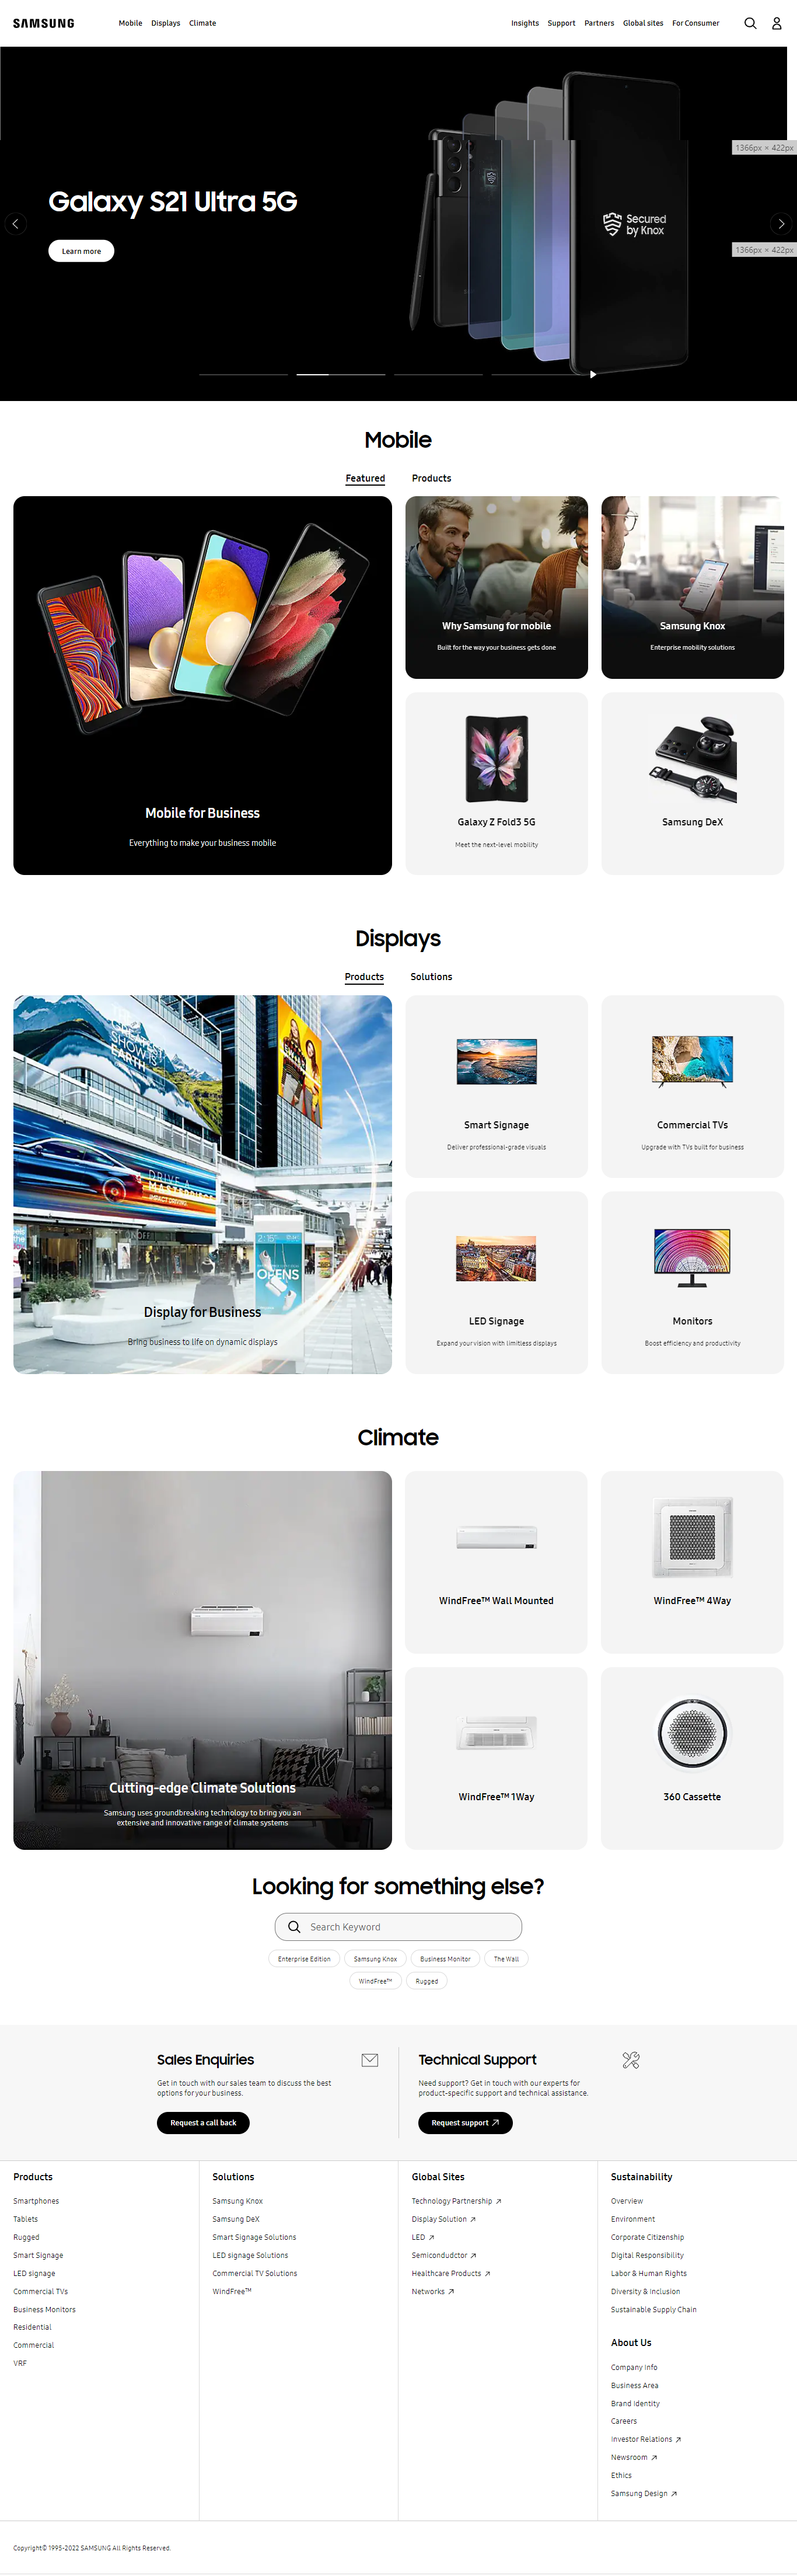 SAMSUNG
Mobile Displays Climate
Insights Support Partners Global sites For Consumer
1366px × 422px
Galaxy S21 Ultra 5G
Secured
by Knox
1366px × 422px
Learn more
Mobile
Featured Products
Why Samsung for mobile
Built for the way your business gets done
Samsung Knox
Enterprise mobility solutions
Mobile for Business
Everything to make your business mobile
Galaxy Z Fold3 5G
Meet the next-level mobility
Samsung DeX
Displays
Products Solutions
SHOWS
EARTH
DRIVE A
MASTERPIECE
OPENS
Display for Business
Bring business to life on dynamic displays
Smart Signage
Deliver professional-grade visuals
Commercial TVs
Upgrade with TVs built for business
LED Signage
Expand your vision with limitless displays
Monitors
Boost efficiency and productivity
Climate
Cutting-edge Climate Solutions
Samsung uses groundbreaking technology to bring you an
extensive and innovative range of climate systems
WindFree™ Wall Mounted
WindFree™ 4Way
WindFree™ 1Way
360 Cassette
Looking for something else?
Search Keyword
Enterprise Edition Samsung Knox Business Monitor The Wall
WindFree™ Rugged
Sales Enquiries
Get in touch with our sales team to discuss the best
options for your business.
Request a call back
Technical Support
Need support? Get in touch with our experts for
product-specific support and technical assistance.
Request support
Products
Smartphones
Tablets
Rugged
Smart Signage
LED signage
Commercial TVs
Business Monitors
Residential
Commercial
VRF
Solutions
Samsung Knox
Samsung DeX
Smart Signage Solutions
LED signage Solutions
Commercial TV Solutions
WindFree™
Global Sites
Technology Partnership
Display Solution
LED
Semiconductor
Healthcare Products
Networks
Sustainability
Overview
Environment
Corporate Citizenship
Digital Responsibility
Labor & Human Rights
Diversity & Inclusion
Sustainable Supply Chain
About Us
Company Info
Business Area
Brand Identity
Careers
Investor Relations
Newsroom
Ethics
Samsung Design
Copyright© 1995-2022 SAMSUNG All Rights Reserved.